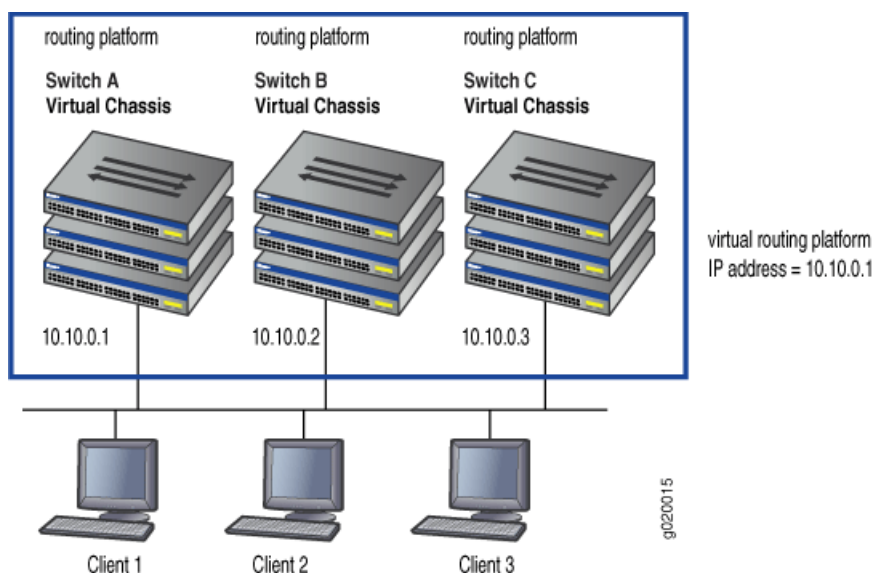 routing platform
routing platform
routing platform
Switch A
Virtual Chassis
Switch B
Virtual Chassis
Switch C
Virtual Chassis
virtual routing platform
IP address = 10.10.0.1
10.10.0.1
10.10.0.2
10.10.0.3
g020015
Client 1
Client 2
Client 3